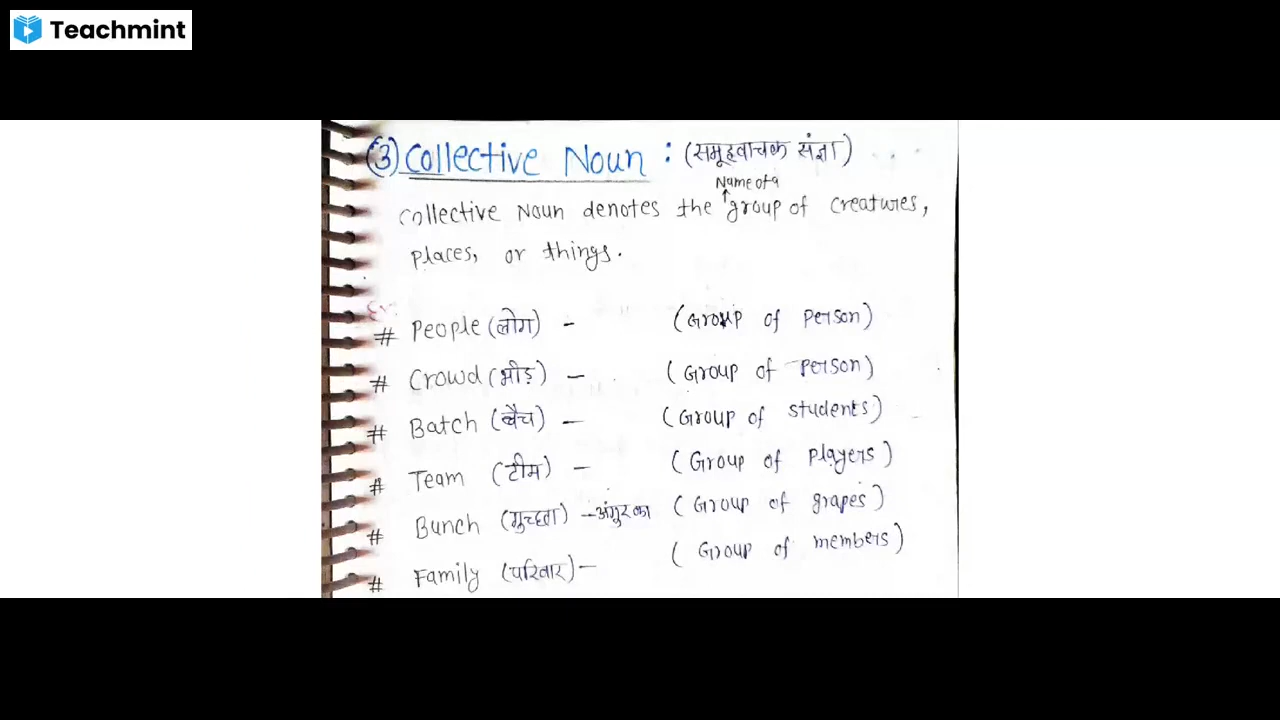 Teachmint
③ Collective Noun : (समूहवाचक संज्ञा)
Name of a
Collective Noun denotes the ↑ group of creatures,
places, or things.
Ex:
# People (लोग) - (Group of person)
# Crowd (भीड़) - (Group of person)
# Batch (बैच) - (Group of students)
# Team (टीम) - (Group of players)
# Bunch (गुच्छा) - अंगुर का (Group of grapes)
# Family (परिवार) - (Group of members)